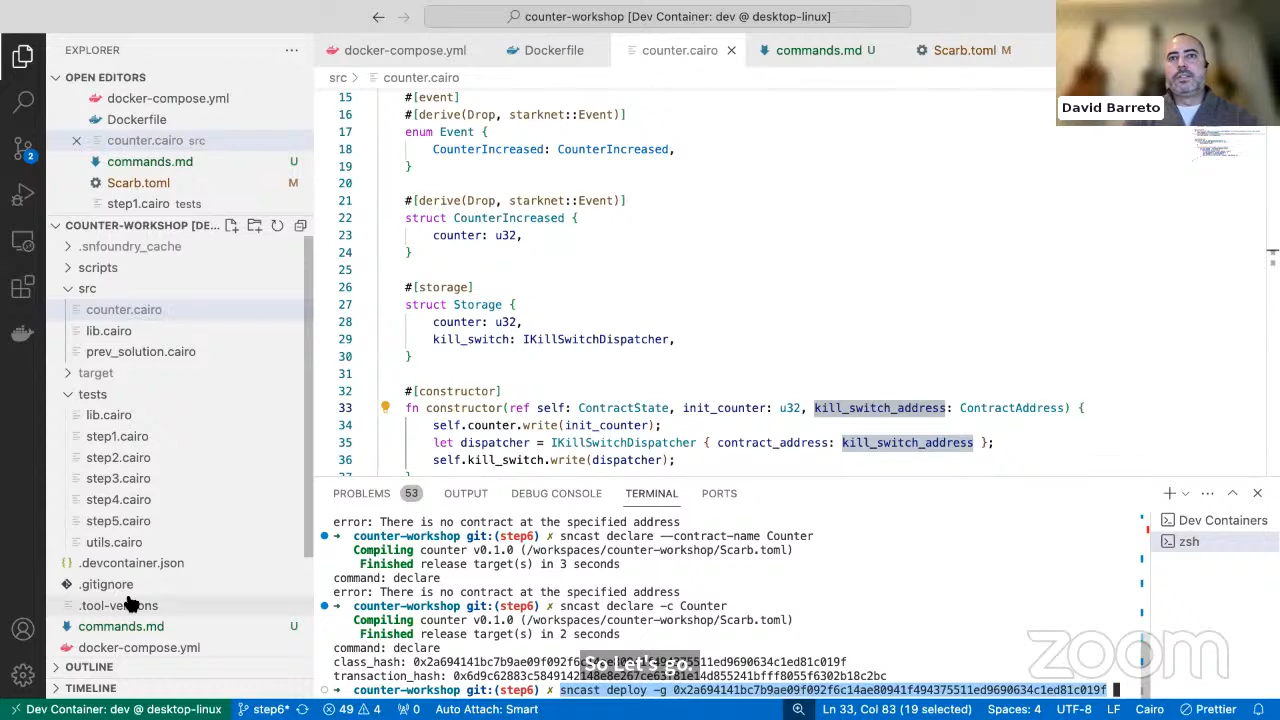 counter-workshop [Dev Container: dev @ desktop-linux]
EXPLORER
OPEN EDITORS
docker-compose.yml
Dockerfile
counter.cairo src
commands.md U
Scarb.toml M
step1.cairo tests
COUNTER-WORKSHOP [DE...
.snfoundry_cache
scripts
src
counter.cairo
lib.cairo
prev_solution.cairo
target
tests
lib.cairo
step1.cairo
step2.cairo
step3.cairo
step4.cairo
step5.cairo
utils.cairo
.devcontainer.json
.gitignore
.tool-versions
commands.md U
docker-compose.yml
OUTLINE
TIMELINE
docker-compose.yml Dockerfile counter.cairo commands.md U Scarb.toml M
src > counter.cairo
15 #[event]
16 #[derive(Drop, starknet::Event)]
17 enum Event {
18 CounterIncreased: CounterIncreased,
19 }
20
21 #[derive(Drop, starknet::Event)]
22 struct CounterIncreased {
23 counter: u32,
24 }
25
26 #[storage]
27 struct Storage {
28 counter: u32,
29 kill_switch: IKillSwitchDispatcher,
30 }
31
32 #[constructor]
33 fn constructor(ref self: ContractState, init_counter: u32, kill_switch_address: ContractAddress) {
34 self.counter.write(init_counter);
35 let dispatcher = IKillSwitchDispatcher { contract_address: kill_switch_address };
36 self.kill_switch.write(dispatcher);
David Barreto
PROBLEMS 53 OUTPUT DEBUG CONSOLE TERMINAL PORTS
error: There is no contract at the specified address
→ counter-workshop git:(step6) ✗ sncast declare --contract-name Counter
Compiling counter v0.1.0 (/workspaces/counter-workshop/Scarb.toml)
Finished release target(s) in 3 seconds
command: declare
error: There is no contract at the specified address
→ counter-workshop git:(step6) ✗ sncast declare -c Counter
Compiling counter v0.1.0 (/workspaces/counter-workshop/Scarb.toml)
Finished release target(s) in 2 seconds
command: declare
class_hash: 0x2a694141bc7b9ae09f092f6c14ae80941f494375511ed9690634c1ed81c019f
transaction_hash:
→ counter-workshop git:(step6) ✗ sncast deploy -g 0x2a694141bc7b9ae09f092f6c14ae80941f494375511ed9690634c1ed81c019f
Dev Containers
zsh
So Let's go.
zoom
Dev Container: dev @ desktop-linux step6* 49 4 0 Auto Attach: Smart Ln 33, Col 83 (19 selected) Spaces: 4 UTF-8 LF Cairo Prettier
2